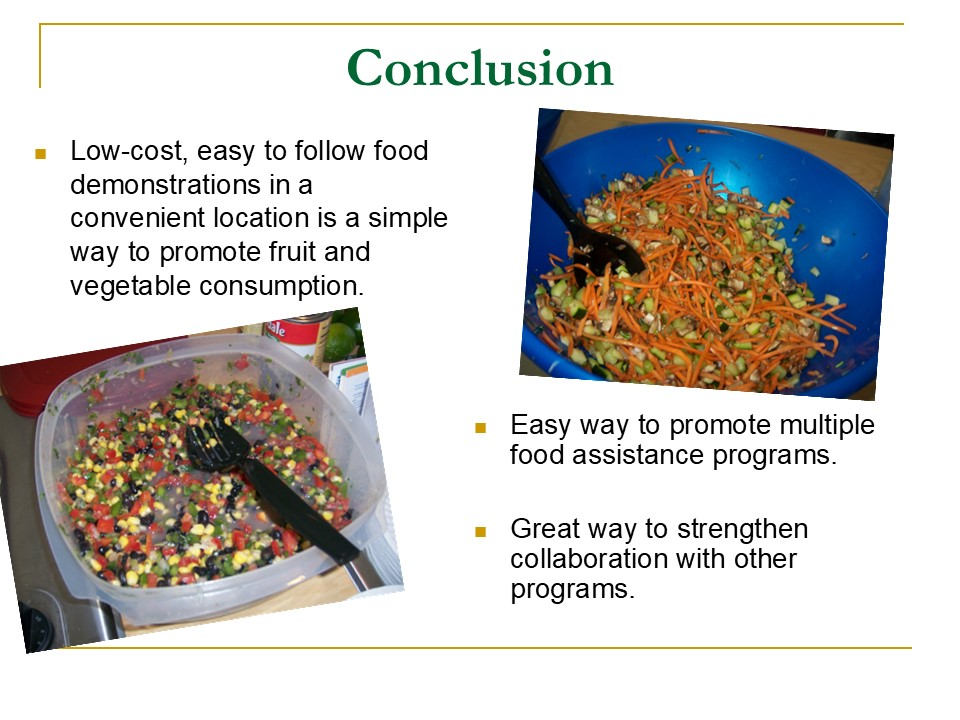 Conclusion
Low-cost, easy to follow food
demonstrations in a
convenient location is a simple
way to promote fruit and
vegetable consumption.
ale
Easy way to promote multiple
food assistance programs.
Great way to strengthen
collaboration with other
programs.